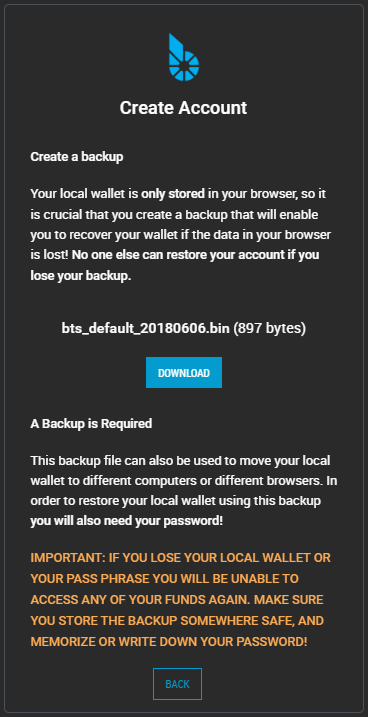 Create Account
Create a backup
Your local wallet is only stored in your browser, so it
is crucial that you create a backup that will enable
you to recover your wallet if the data in your browser
is lost! No one else can restore your account if you
lose your backup.
bts_default_20180606.bin (897 bytes)
DOWNLOAD
A Backup is Required
This backup file can also be used to move your local
wallet to different computers or different browsers. In
order to restore your local wallet using this backup
you will also need your password!
IMPORTANT: IF YOU LOSE YOUR LOCAL WALLET OR
YOUR PASS PHRASE YOU WILL BE UNABLE TO
ACCESS ANY OF YOUR FUNDS AGAIN. MAKE SURE
YOU STORE THE BACKUP SOMEWHERE SAFE, AND
MEMORIZE OR WRITE DOWN YOUR PASSWORD!
BACK